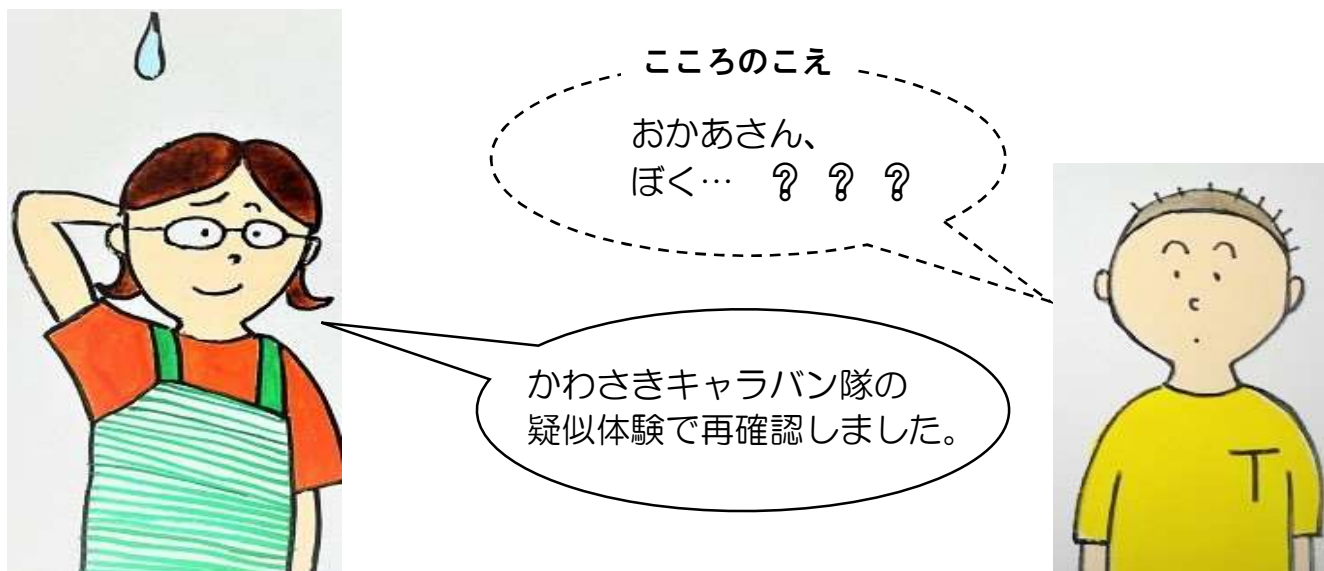 こころのこえ
おかあさん、
ぼく… ? ? ?
かわさきキャラバン隊の
疑似体験で再確認しました。
T